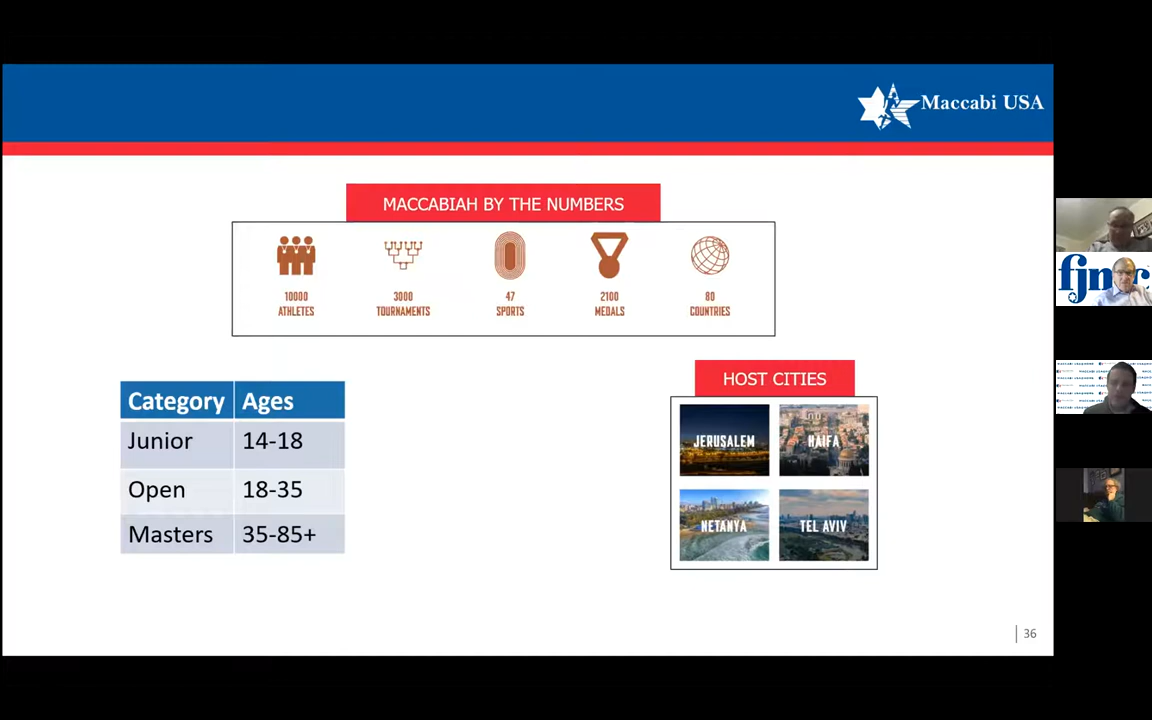 Maccabi USA
MACCABIAH BY THE NUMBERS
10000
ATHLETES
3000
TOURNAMENTS
47
SPORTS
2100
MEDALS
80
COUNTRIES
Category Ages
Junior 14-18
Open 18-35
Masters 35-85+
HOST CITIES
JERUSALEM
HAIFA
NETANYA
TEL AVIV
36